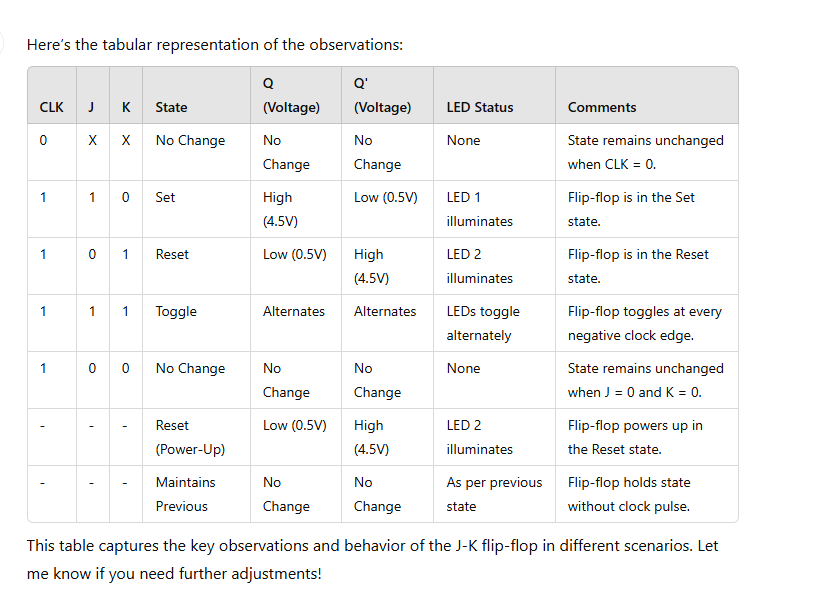 Here's the tabular representation of the observations:
CLK J K State Q (Voltage) Q' (Voltage) LED Status Comments
0 X X No Change No Change No Change None State remains unchanged when CLK = 0.
1 1 0 Set High (4.5V) Low (0.5V) LED 1 illuminates Flip-flop is in the Set state.
1 0 1 Reset Low (0.5V) High (4.5V) LED 2 illuminates Flip-flop is in the Reset state.
1 1 1 Toggle Alternates Alternates LEDs toggle alternately Flip-flop toggles at every negative clock edge.
1 0 0 No Change No Change No Change None State remains unchanged when J = 0 and K = 0.
- - - Reset (Power-Up) Low (0.5V) High (4.5V) LED 2 illuminates Flip-flop powers up in the Reset state.
- - - Maintains Previous No Change No Change As per previous state Flip-flop holds state without clock pulse.
This table captures the key observations and behavior of the J-K flip-flop in different scenarios. Let
me know if you need further adjustments!